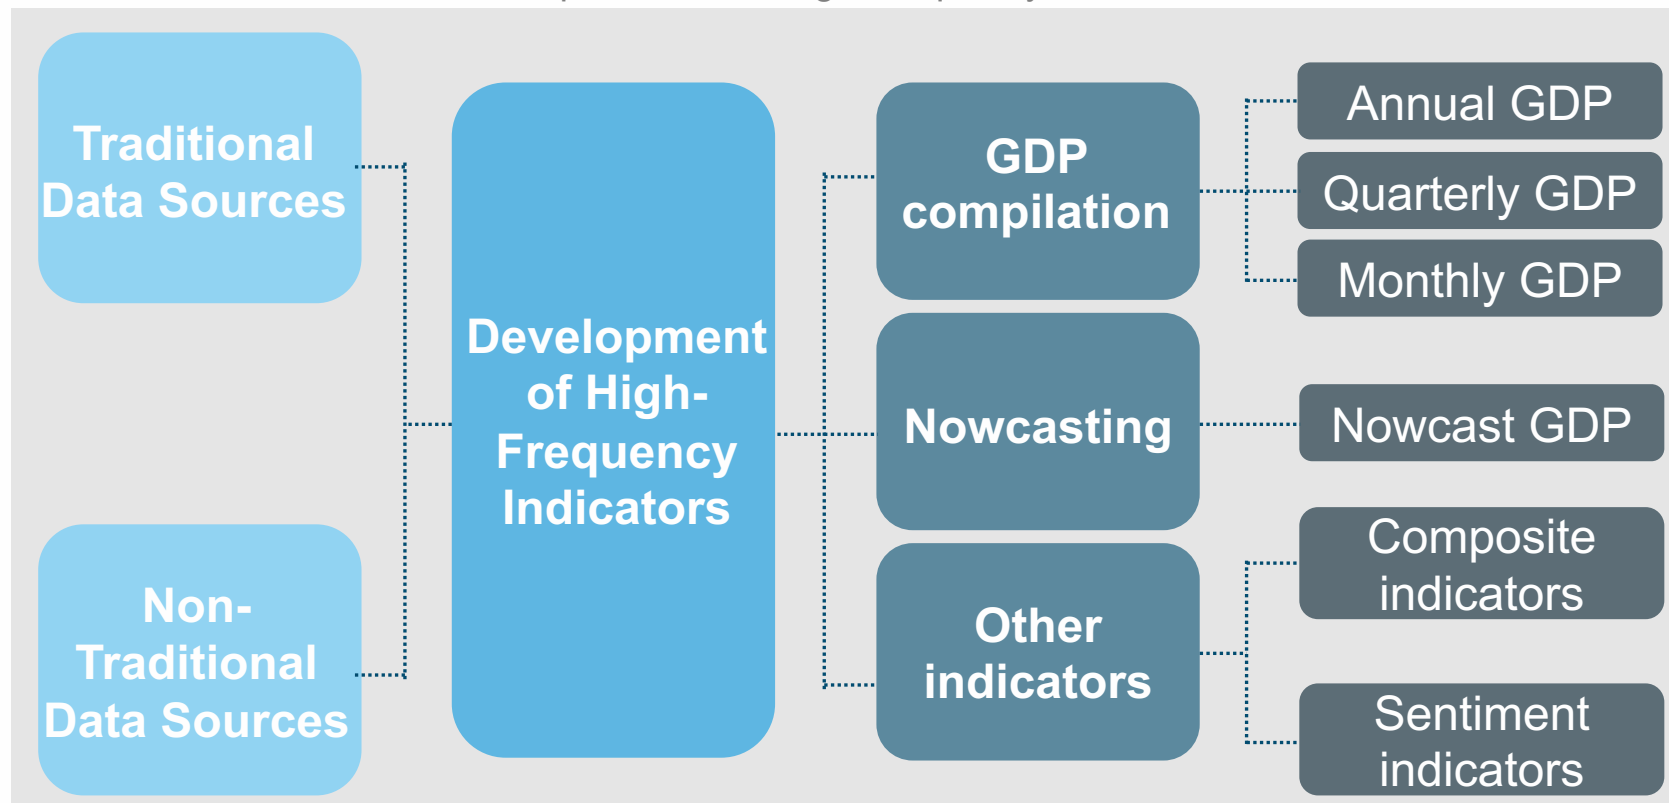 Traditional
Data Sources
Non-
Traditional
Data Sources
Development
of High-
Frequency
Indicators
GDP
compilation
Nowcasting
Other
indicators
Annual GDP
Quarterly GDP
Monthly GDP
Nowcast GDP
Composite
indicators
Sentiment
indicators